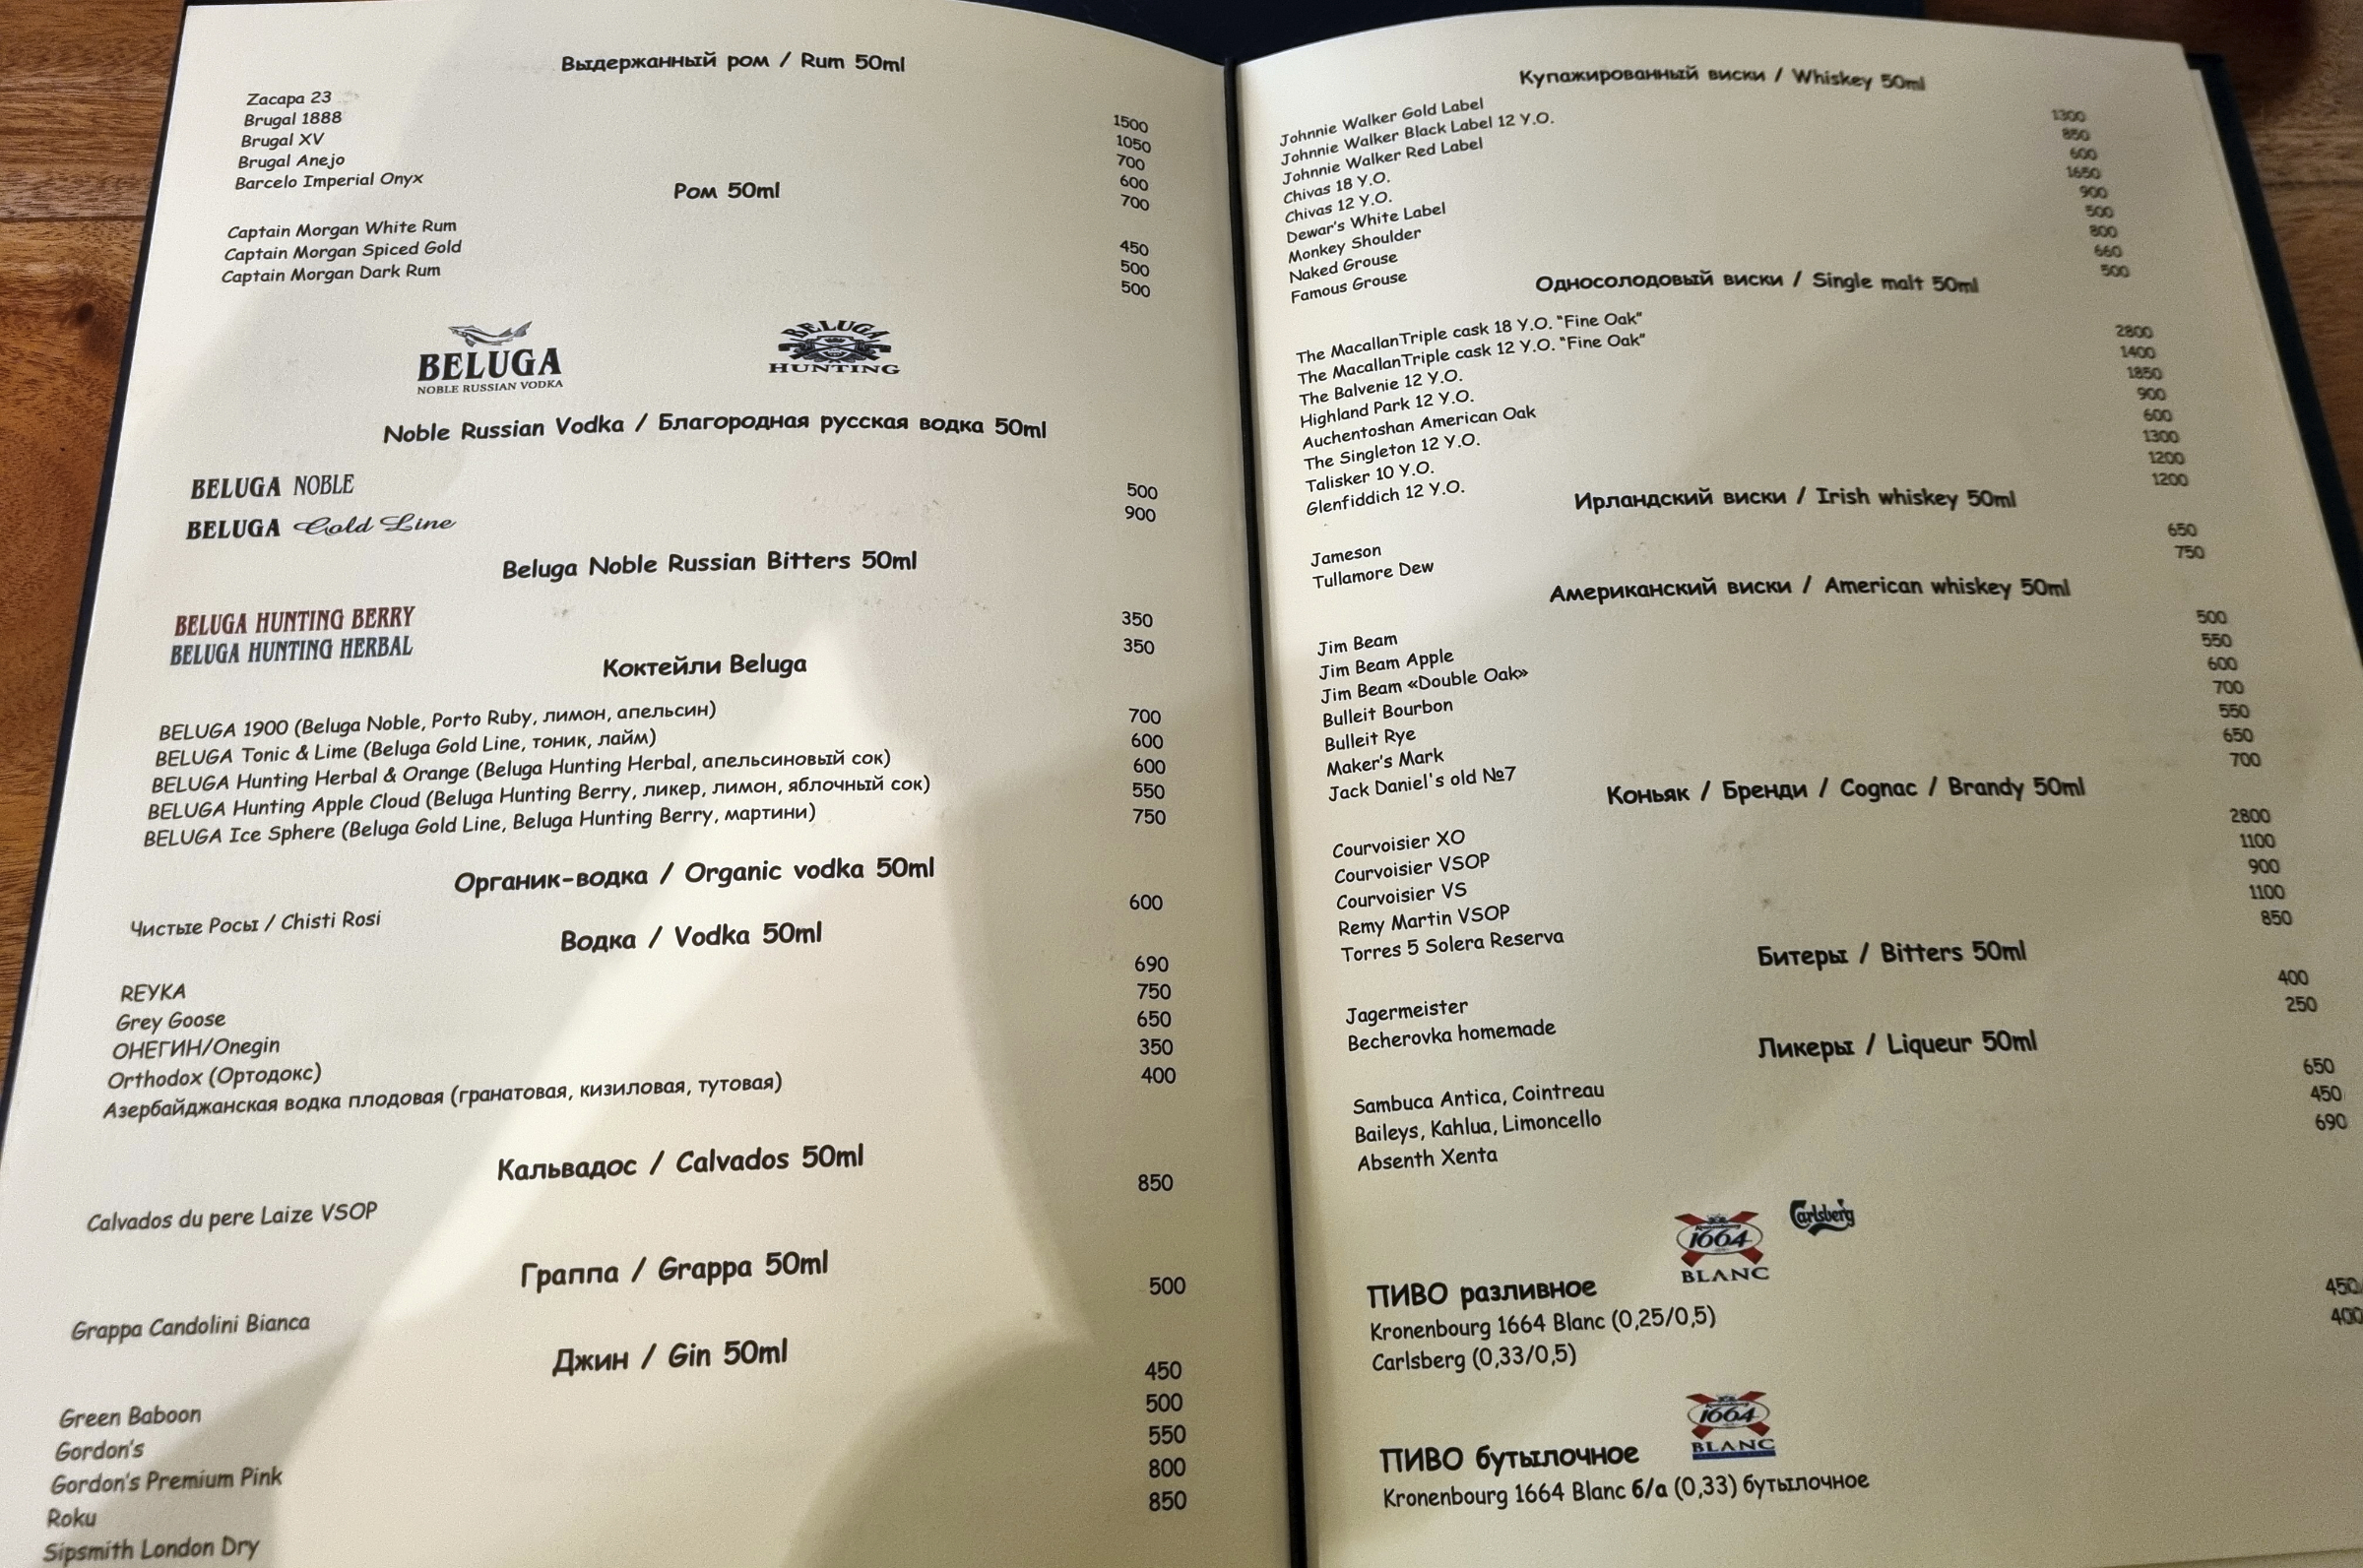 Выдержанный ром / Rum 50ml
Zacapa 23 1500
Brugal 1888 1050
Brugal XV 700
Brugal Anejo 600
Barcelo Imperial Onyx 700
Ром 50ml
Captain Morgan White Rum 450
Captain Morgan Spiced Gold 500
Captain Morgan Dark Rum 500
BELUGA
NOBLE RUSSIAN VODKA
BELUGA
HUNTING
Noble Russian Vodka / Благородная русская водка 50ml
BELUGA NOBLE 500
BELUGA Gold Line 900
Beluga Noble Russian Bitters 50ml
BELUGA HUNTING BERRY 350
BELUGA HUNTING HERBAL 350
Коктейли Beluga
BELUGA 1900 (Beluga Noble, Porto Ruby, лимон, апельсин) 700
BELUGA Tonic & Lime (Beluga Gold Line, тоник, лайм) 600
BELUGA Hunting Herbal & Orange (Beluga Hunting Herbal, апельсиновый сок) 600
BELUGA Hunting Apple Cloud (Beluga Hunting Berry, ликер, лимон, яблочный сок) 550
BELUGA Ice Sphere (Beluga Gold Line, Beluga Hunting Berry, мартини) 750
Органик-водка / Organic vodka 50ml
Чистые Росы / Chisti Rosi 600
Водка / Vodka 50ml
REYKA 690
Grey Goose 750
ОНЕГИН/Onegin 650
Orthodox (Ортодокс) 350
Азербайджанская водка плодовая (гранатовая, кизиловая, тутовая) 400
Кальвадос / Calvados 50ml
Calvados du pere Laize VSOP 850
Граппа / Grappa 50ml
Grappa Candolini Bianca 500
Джин / Gin 50ml
Green Baboon 450
Gordon's 500
Gordon's Premium Pink 550
Roku 800
Sipsmith London Dry 850
Купажированный виски / Whiskey 50ml
Johnnie Walker Gold Label 1300
Johnnie Walker Black Label 12 Y.O. 850
Johnnie Walker Red Label 600
Chivas 18 Y.O. 1650
Chivas 12 Y.O. 900
Dewar's White Label 500
Monkey Shoulder 800
Naked Grouse 660
Famous Grouse 500
Односолодовый виски / Single malt 50ml
The MacallanTriple cask 18 Y.O. "Fine Oak" 2800
The MacallanTriple cask 12 Y.O. "Fine Oak" 1400
The Balvenie 12 Y.O. 1850
Highland Park 12 Y.O. 900
Auchentoshan American Oak 600
The Singleton 12 Y.O. 1300
Talisker 10 Y.O. 1200
Glenfiddich 12 Y.O. 1200
Ирландский виски / Irish whiskey 50ml
Jameson 650
Tullamore Dew 750
Американский виски / American whiskey 50ml
Jim Beam 500
Jim Beam Apple 550
Jim Beam «Double Oak» 600
Bulleit Bourbon 700
Bulleit Rye 550
Maker's Mark 650
Jack Daniel's old №7 700
Коньяк / Бренди / Cognac / Brandy 50ml
Courvoisier XO 2800
Courvoisier VSOP 1100
Courvoisier VS 900
Remy Martin VSOP 1100
Torres 5 Solera Reserva 850
Битеры / Bitters 50ml
Jagermeister 400
Becherovka homemade 250
Ликеры / Liqueur 50ml
Sambuca Antica, Cointreau 650
Baileys, Kahlua, Limoncello 450
Absenth Xenta 690
Kronenbourg
1664
BLANC
Carlsberg
ПИВО разливное
Kronenbourg 1664 Blanc (0,25/0,5) 450
Carlsberg (0,33/0,5) 400
Kronenbourg
1664
BLANC
ПИВО бутылочное
Kronenbourg 1664 Blanc б/а (0,33) бутылочное